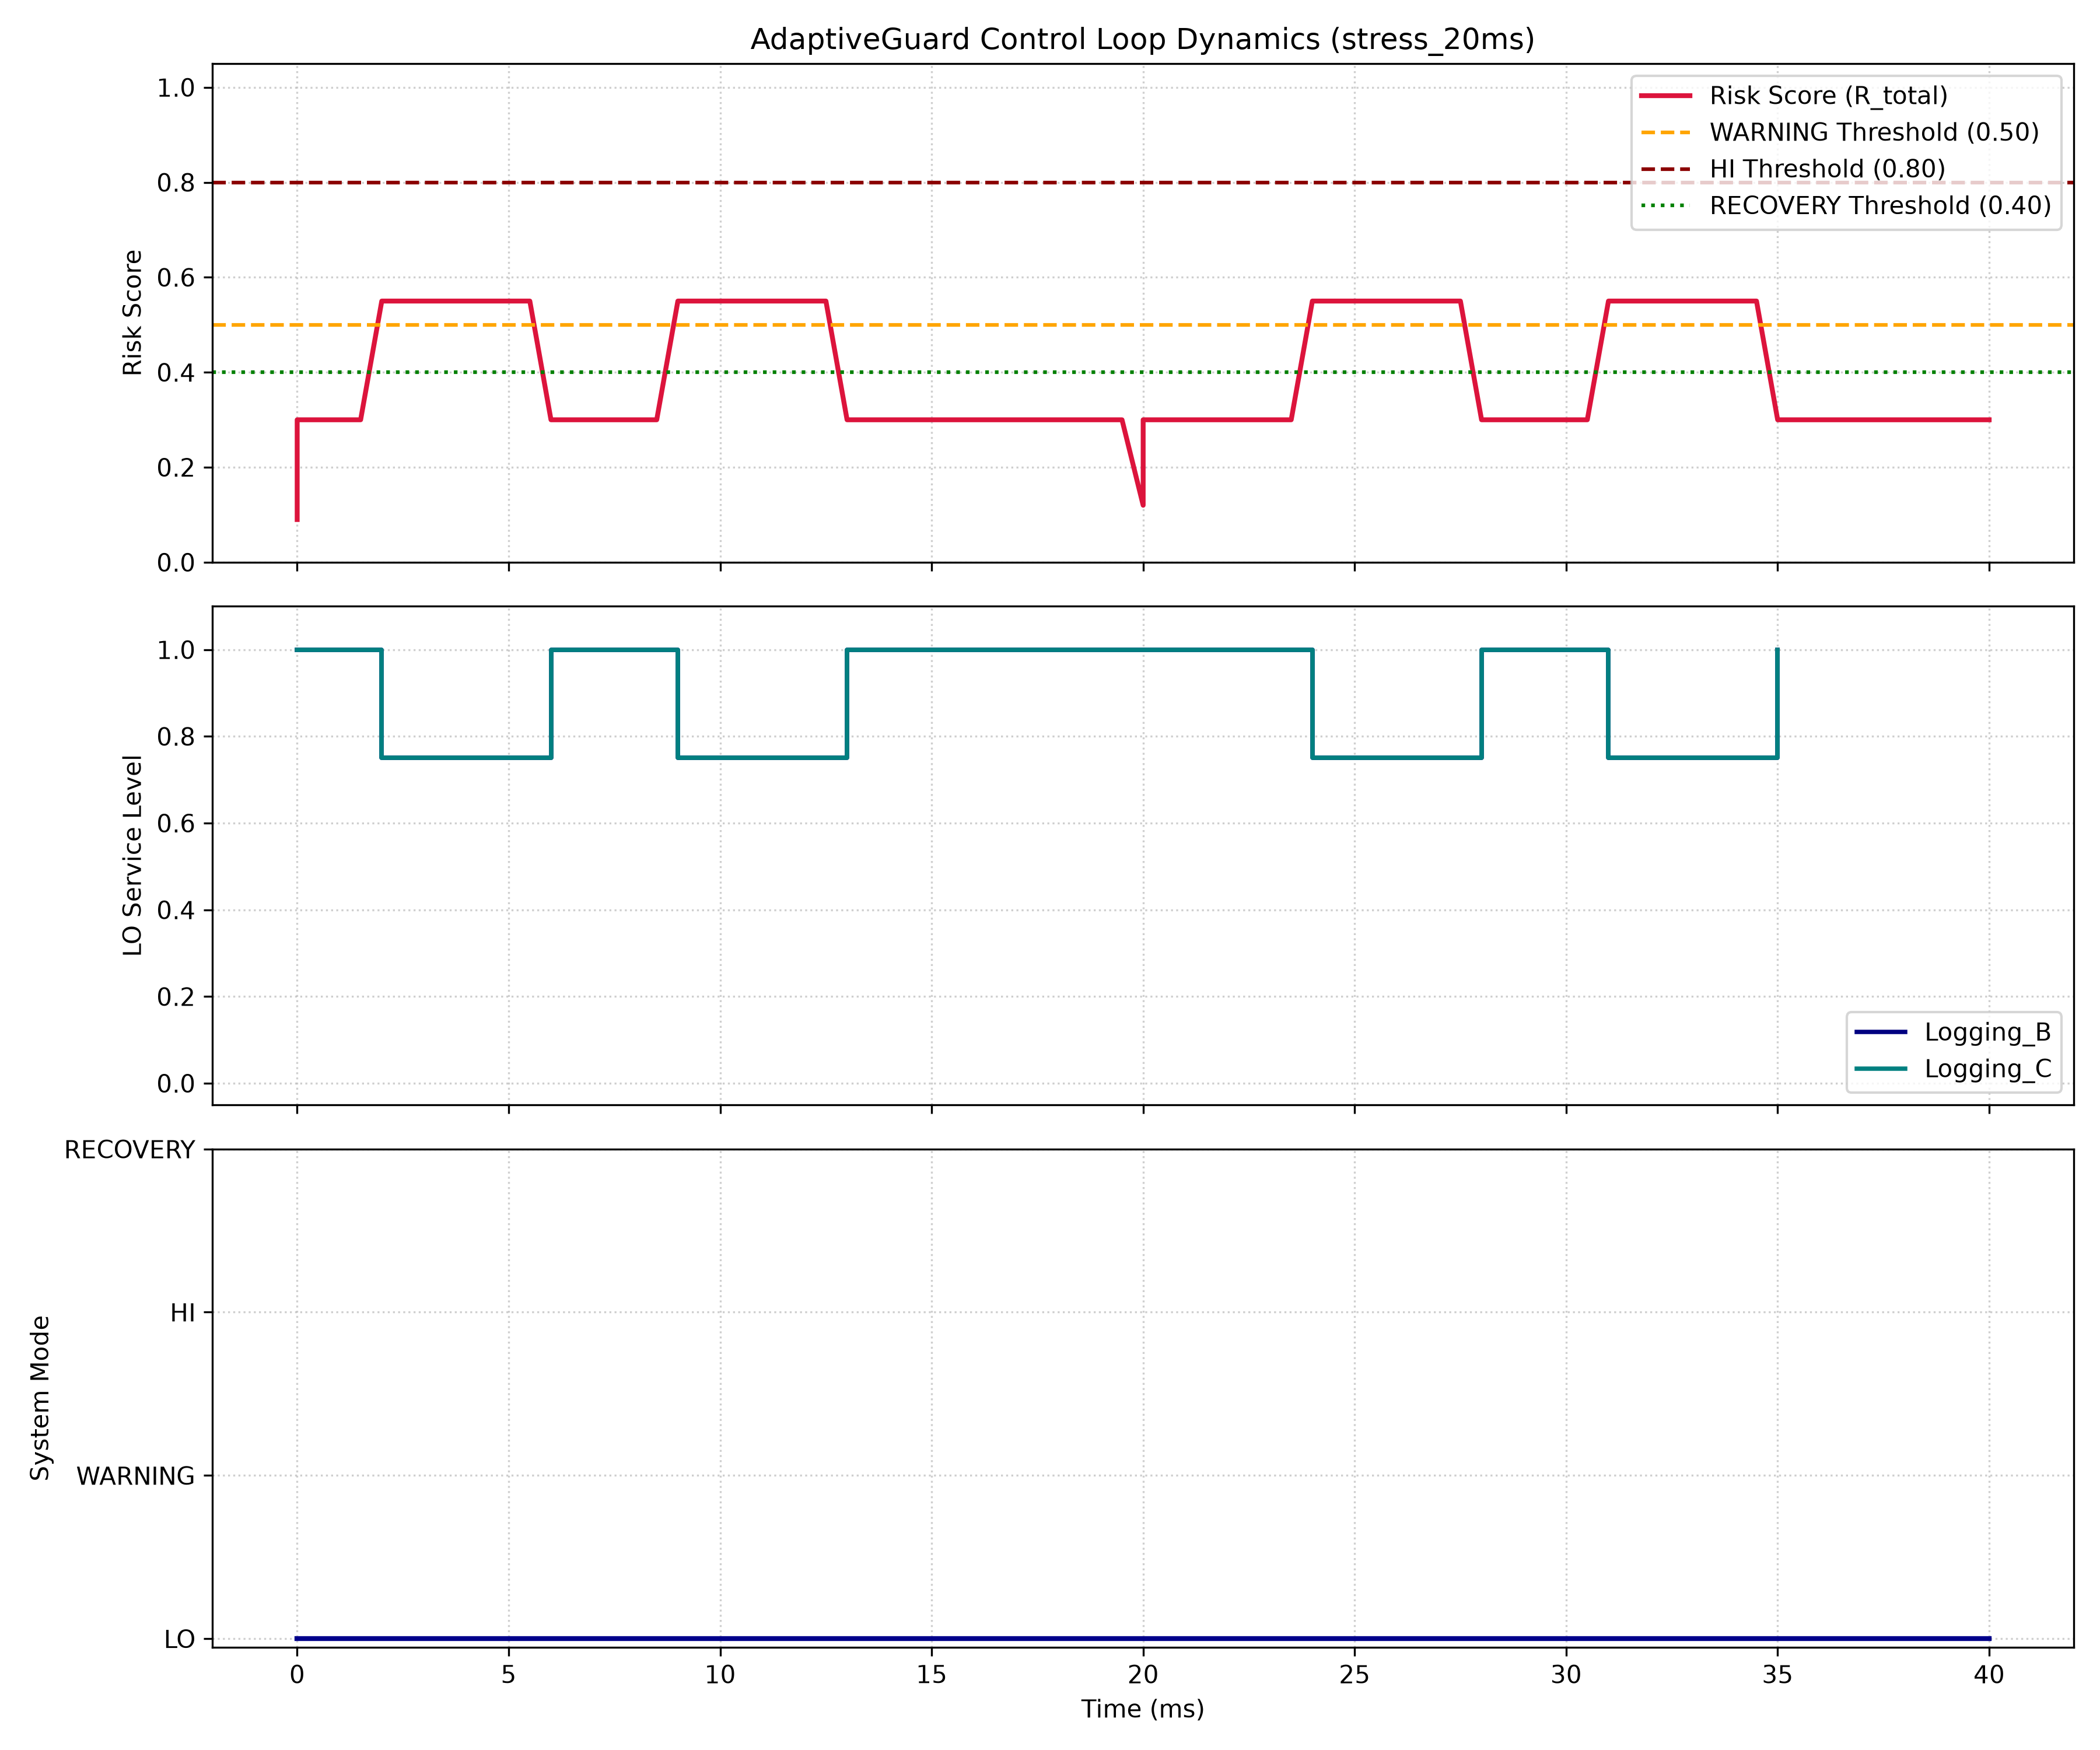 AdaptiveGuard Control Loop Dynamics (stress_20ms)
1.0
0.8
0.6
0.4
0.2
0.0
Risk Score
Risk Score (R_total)
WARNING Threshold (0.50)
HI Threshold (0.80)
RECOVERY Threshold (0.40)
1.0
0.8
0.6
0.4
0.2
0.0
LO Service Level
Logging_B
Logging_C
RECOVERY
HI
WARNING
LO
System Mode
0 5 10 15 20 25 30 35 40
Time (ms)